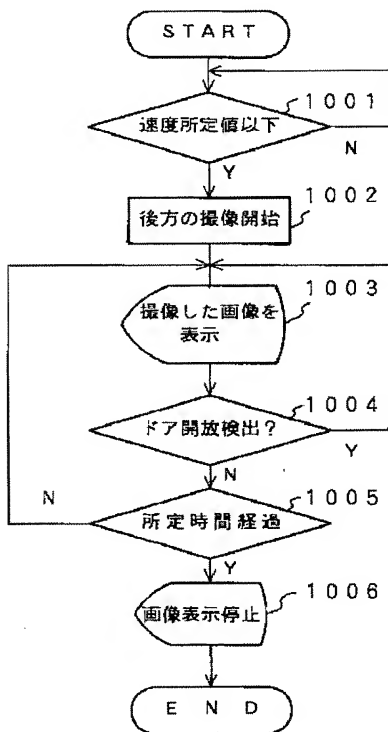 START
1001
速度所定値以下
N
Y
1002
後方の撮像開始
1003
撮像した画像を
表示
1004
ドア開放検出?
Y
N
N
1005
所定時間経過
Y
1006
画像表示停止
END